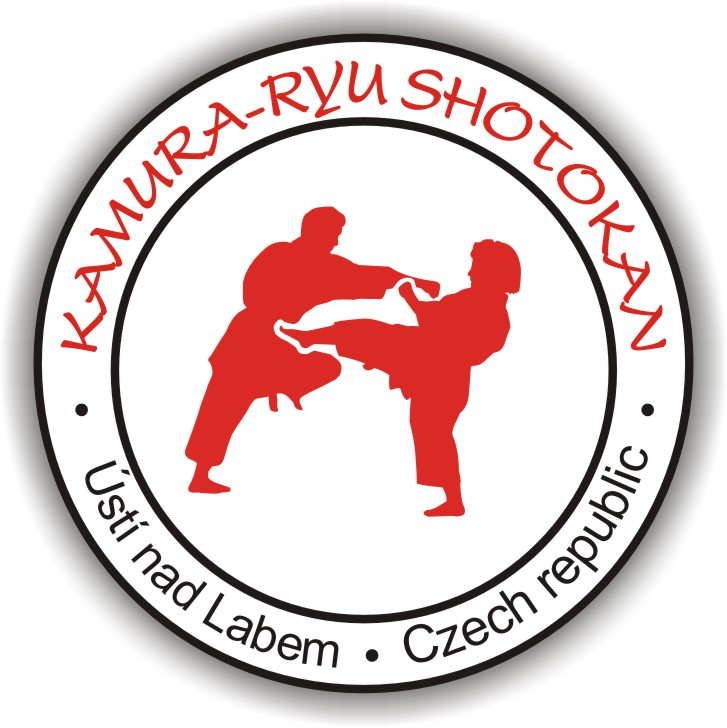 KAMURA-RYU SHOTOKAN
• Ústí nad Labem • Czech republic •